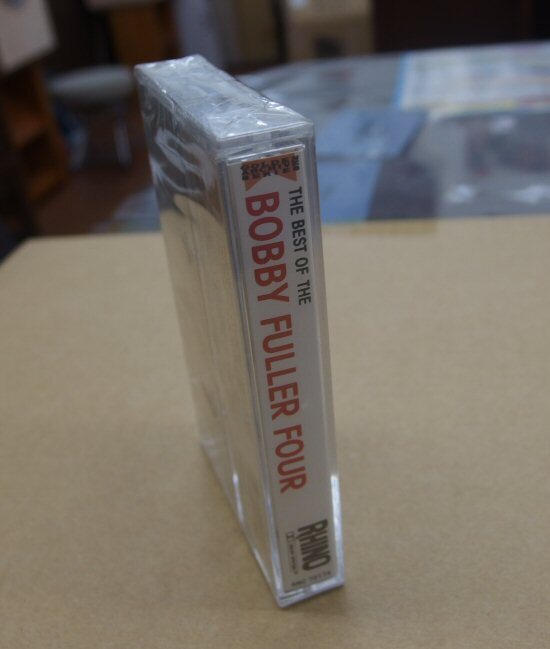 THE BEST OF THE
BOBBY FULLER FOUR
RHINO